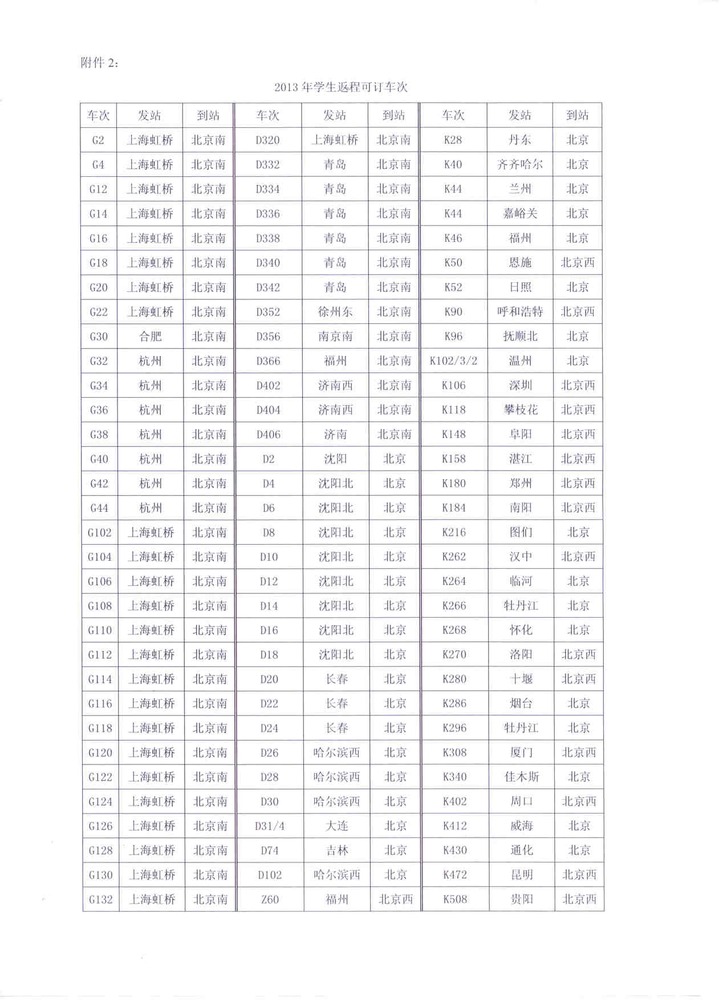 附件 2:
2013 年学生返程可订车次
车次 发站 到站 车次 发站 到站 车次 发站 到站
G2 上海虹桥 北京南 D320 上海虹桥 北京南 K28 丹东 北京
G4 上海虹桥 北京南 D332 青岛 北京南 K40 齐齐哈尔 北京
G12 上海虹桥 北京南 D334 青岛 北京南 K44 兰州 北京
G14 上海虹桥 北京南 D336 青岛 北京南 K44 嘉峪关 北京
G16 上海虹桥 北京南 D338 青岛 北京南 K46 福州 北京
G18 上海虹桥 北京南 D340 青岛 北京南 K50 恩施 北京西
G20 上海虹桥 北京南 D342 青岛 北京南 K52 日照 北京
G22 上海虹桥 北京南 D352 徐州东 北京南 K90 呼和浩特 北京西
G30 合肥 北京南 D356 南京南 北京南 K96 抚顺北 北京
G32 杭州 北京南 D366 福州 北京南 K102/3/2 温州 北京
G34 杭州 北京南 D402 济南西 北京南 K106 深圳 北京西
G36 杭州 北京南 D404 济南西 北京南 K118 攀枝花 北京西
G38 杭州 北京南 D406 济南 北京南 K148 阜阳 北京西
G40 杭州 北京南 D2 沈阳 北京 K158 湛江 北京西
G42 杭州 北京南 D4 沈阳北 北京 K180 郑州 北京西
G44 杭州 北京南 D6 沈阳北 北京 K184 南阳 北京西
G102 上海虹桥 北京南 D8 沈阳北 北京 K216 图们 北京
G104 上海虹桥 北京南 D10 沈阳北 北京 K262 汉中 北京西
G106 上海虹桥 北京南 D12 沈阳北 北京 K264 临河 北京
G108 上海虹桥 北京南 D14 沈阳北 北京 K266 牡丹江 北京
G110 上海虹桥 北京南 D16 沈阳北 北京 K268 怀化 北京
G112 上海虹桥 北京南 D18 沈阳北 北京 K270 洛阳 北京西
G114 上海虹桥 北京南 D20 长春 北京 K280 十堰 北京西
G116 上海虹桥 北京南 D22 长春 北京 K286 烟台 北京
G118 上海虹桥 北京南 D24 长春 北京 K296 牡丹江 北京
G120 上海虹桥 北京南 D26 哈尔滨西 北京 K308 厦门 北京西
G122 上海虹桥 北京南 D28 哈尔滨西 北京 K340 佳木斯 北京
G124 上海虹桥 北京南 D30 哈尔滨西 北京 K402 周口 北京西
G126 上海虹桥 北京南 D31/4 大连 北京 K412 威海 北京
G128 上海虹桥 北京南 D74 吉林 北京 K430 通化 北京
G130 上海虹桥 北京南 D102 哈尔滨西 北京 K472 昆明 北京西
G132 上海虹桥 北京南 Z60 福州 北京西 K508 贵阳 北京西